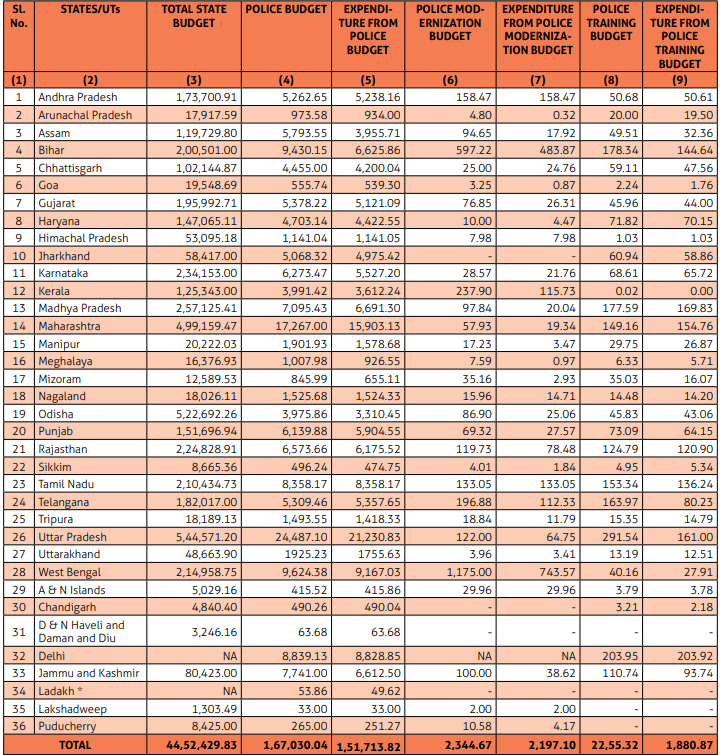 SL. No. STATES/UTs TOTAL STATE BUDGET POLICE BUDGET EXPENDI-TURE FROM POLICE BUDGET POLICE MOD-ERNIZATION BUDGET EXPENDITURE FROM POLICE MODERNIZA-TION BUDGET POLICE TRAINING BUDGET EXPENDI-TURE FROM POLICE TRAINING BUDGET
(1) (2) (3) (4) (5) (6) (7) (8) (9)
1 Andhra Pradesh 1,73,700.91 5,262.65 5,238.16 158.47 158.47 50.68 50.61
2 Arunachal Pradesh 17,917.59 973.58 934.00 4.80 0.32 20.00 19.50
3 Assam 1,19,729.80 5,793.55 3,955.71 94.65 17.92 49.51 32.36
4 Bihar 2,00,501.00 9,430.15 6,625.86 597.22 483.87 178.34 144.64
5 Chhattisgarh 1,02,144.87 4,455.00 4,200.04 25.00 24.76 59.11 47.56
6 Goa 19,548.69 555.74 539.30 3.25 0.87 2.24 1.76
7 Gujarat 1,95,992.71 5,378.22 5,121.09 76.85 26.31 45.96 44.00
8 Haryana 1,47,065.11 4,703.14 4,422.55 10.00 4.47 71.82 70.15
9 Himachal Pradesh 53,095.18 1,141.04 1,141.05 7.98 7.98 1.03 1.03
10 Jharkhand 58,417.00 5,068.32 4,975.42 - - 60.94 58.86
11 Karnataka 2,34,153.00 6,273.47 5,527.20 28.57 21.76 68.61 65.72
12 Kerala 1,25,343.00 3,991.42 3,612.24 237.90 115.73 0.02 0.00
13 Madhya Pradesh 2,57,125.41 7,095.43 6,691.30 97.84 20.04 177.59 169.83
14 Maharashtra 4,99,159.47 17,267.00 15,903.13 57.93 19.34 149.16 154.76
15 Manipur 20,222.03 1,901.93 1,578.68 17.23 3.47 29.75 26.87
16 Meghalaya 16,376.93 1,007.98 926.55 7.59 0.97 6.33 5.71
17 Mizoram 12,589.53 845.99 655.11 35.16 2.93 35.03 16.07
18 Nagaland 18,026.11 1,525.68 1,524.33 15.96 14.71 14.48 14.20
19 Odisha 5,22,692.26 3,975.86 3,310.45 86.90 25.06 45.83 43.06
20 Punjab 1,51,696.94 6,139.88 5,904.55 69.32 27.57 73.09 64.15
21 Rajasthan 2,24,828.91 6,573.66 6,175.52 119.73 78.48 124.79 120.90
22 Sikkim 8,665.36 496.24 474.75 4.01 1.84 4.95 5.34
23 Tamil Nadu 2,10,434.73 8,358.17 8,358.17 133.05 133.05 153.34 136.24
24 Telangana 1,82,017.00 5,309.46 5,357.65 196.88 112.33 163.97 80.23
25 Tripura 18,189.13 1,493.55 1,418.33 18.84 11.79 15.35 14.79
26 Uttar Pradesh 5,44,571.20 24,487.10 21,230.83 122.00 64.75 291.54 161.00
27 Uttarakhand 48,663.90 1925.23 1755.63 3.96 3.41 13.19 12.51
28 West Bengal 2,14,958.75 9,624.38 9,167.03 1,175.00 743.57 40.16 27.91
29 A & N Islands 5,029.16 415.52 415.86 29.96 29.96 3.79 3.78
30 Chandigarh 4,840.40 490.26 490.04 - - 3.21 2.18
31 D & N Haveli and Daman and Diu 3,246.16 63.68 63.68 - - - -
32 Delhi NA 8,839.13 8,828.85 NA NA 203.95 203.92
33 Jammu and Kashmir 80,423.00 7,741.00 6,612.50 100.00 38.62 110.74 93.74
34 Ladakh * NA 53.86 49.62 - - - -
35 Lakshadweep 1,303.49 33.00 33.00 2.00 2.00 - -
36 Puducherry 8,425.00 265.00 251.27 10.58 4.17 - -
TOTAL 44,52,429.83 1,67,030.04 1,51,713.82 2,344.67 2,197.10 22,55.32 1,880.87